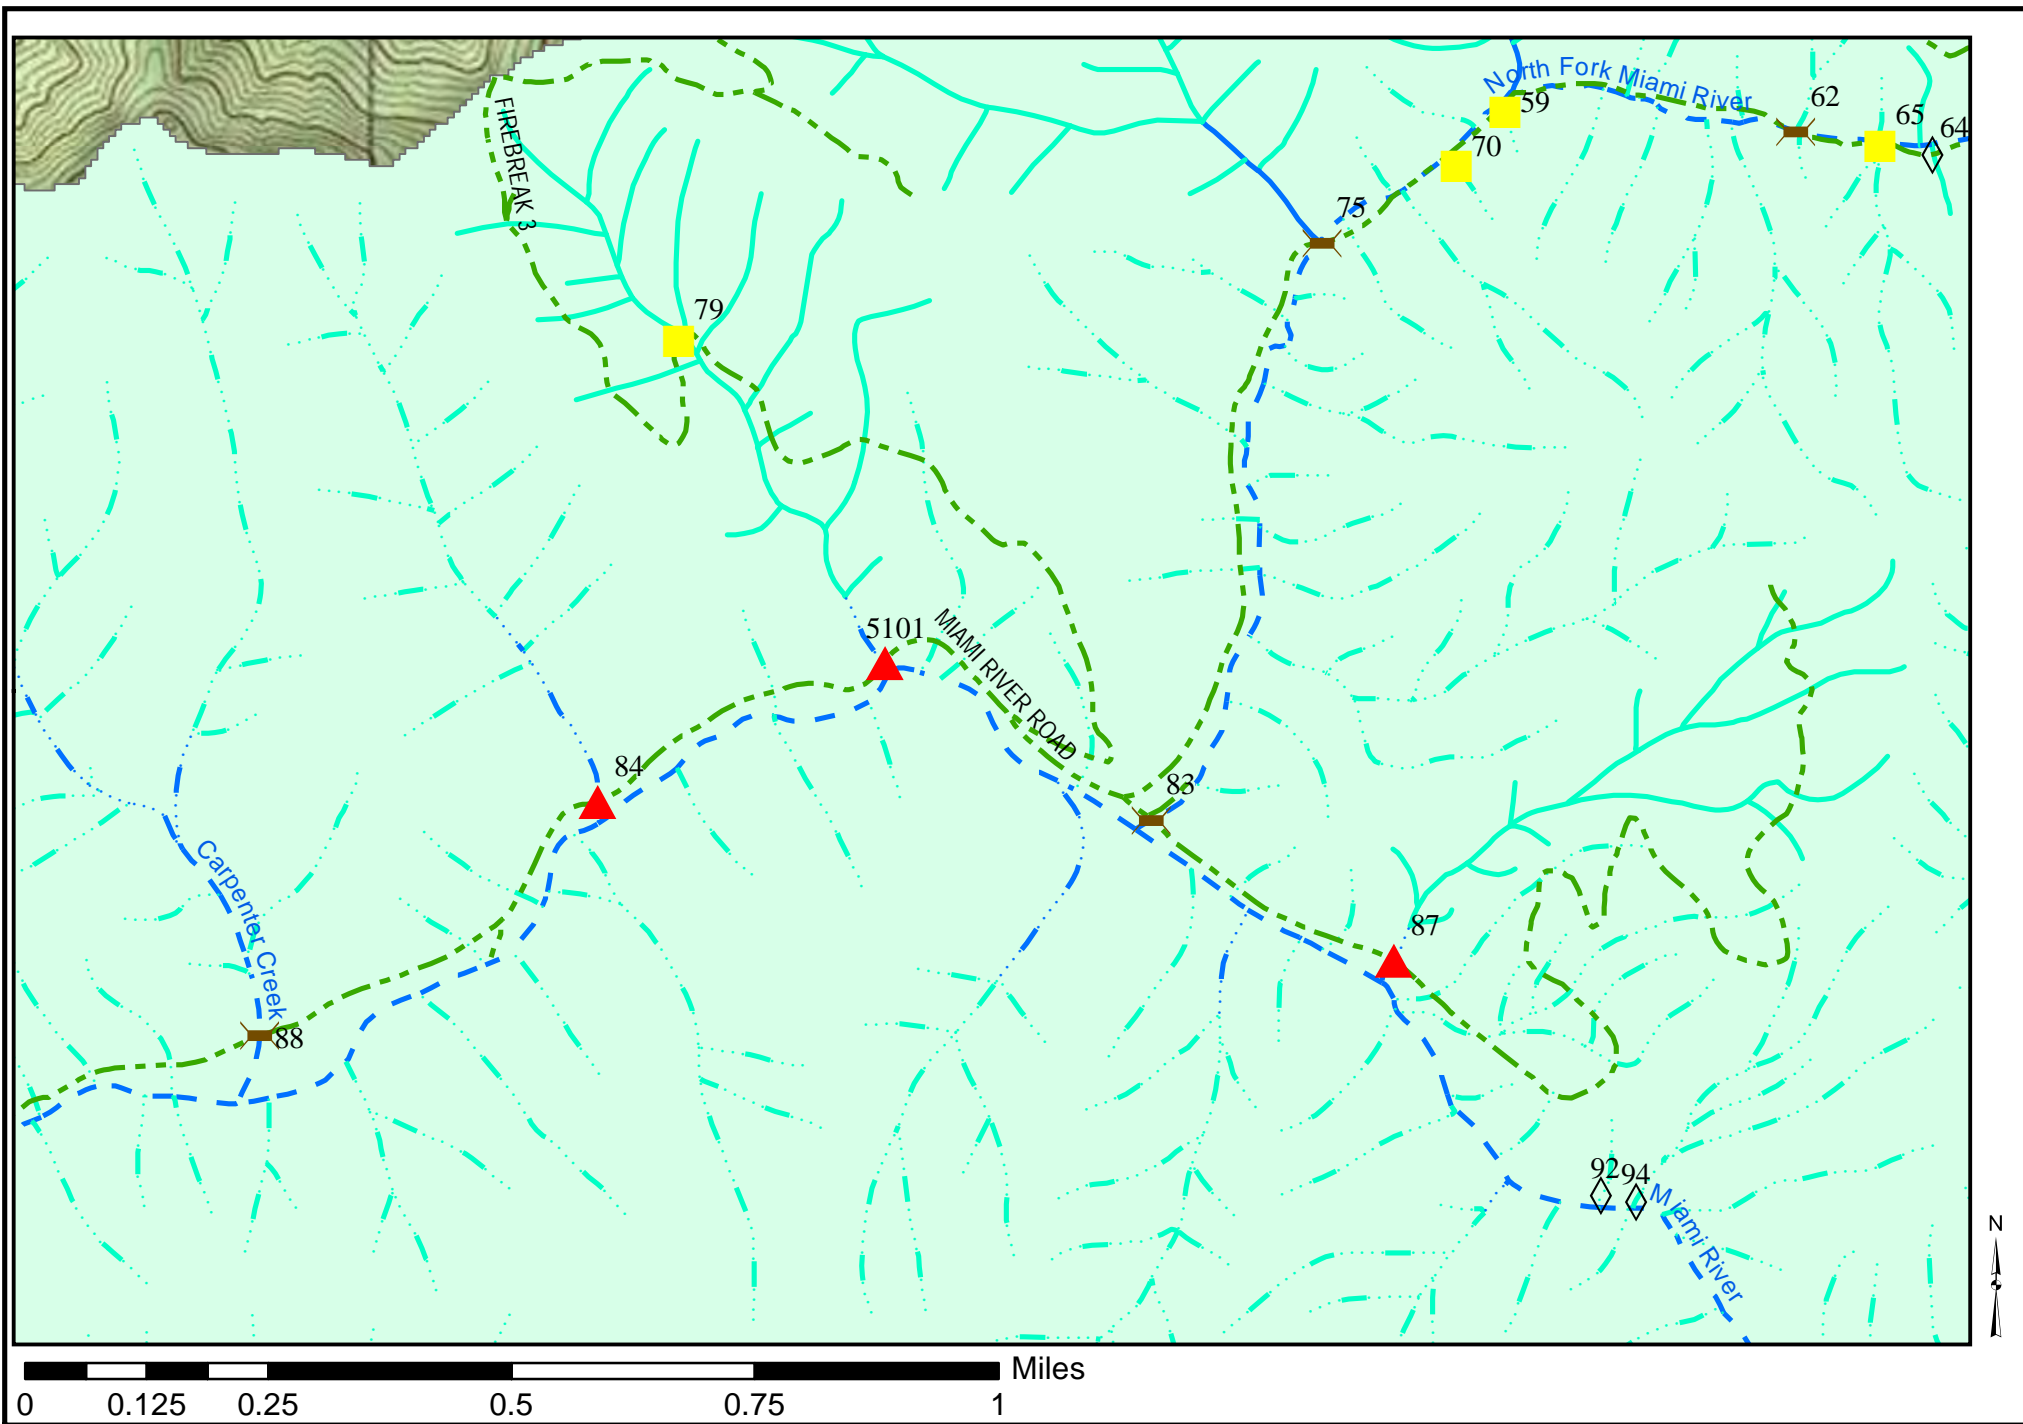 North Fork Miami River
59
62
65
64
70
FIREBREAK 3
75
79
5101
MIAMI RIVER ROAD
84
83
Carpenter Creek
87
88
92
94
Miami River
N
Miles
0 0.125 0.25 0.5 0.75 1